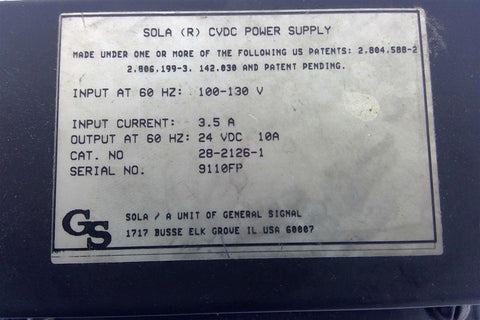 SOLA (R) CVDC POWER SUPPLY
MADE UNDER ONE OR MORE OF THE FOLLOWING US PATENTS: 2.804.588-2
2.806.199-3. 142.030 AND PATENT PENDING.
INPUT AT 60 HZ: 100-130 V
INPUT CURRENT: 3.5 A
OUTPUT AT 60 HZ: 24 VDC 10A
CAT. NO 28-2126-1
SERIAL NO. 9110FP
GS
SOLA / A UNIT OF GENERAL SIGNAL
1717 BUSSE ELK GROVE IL USA 60007